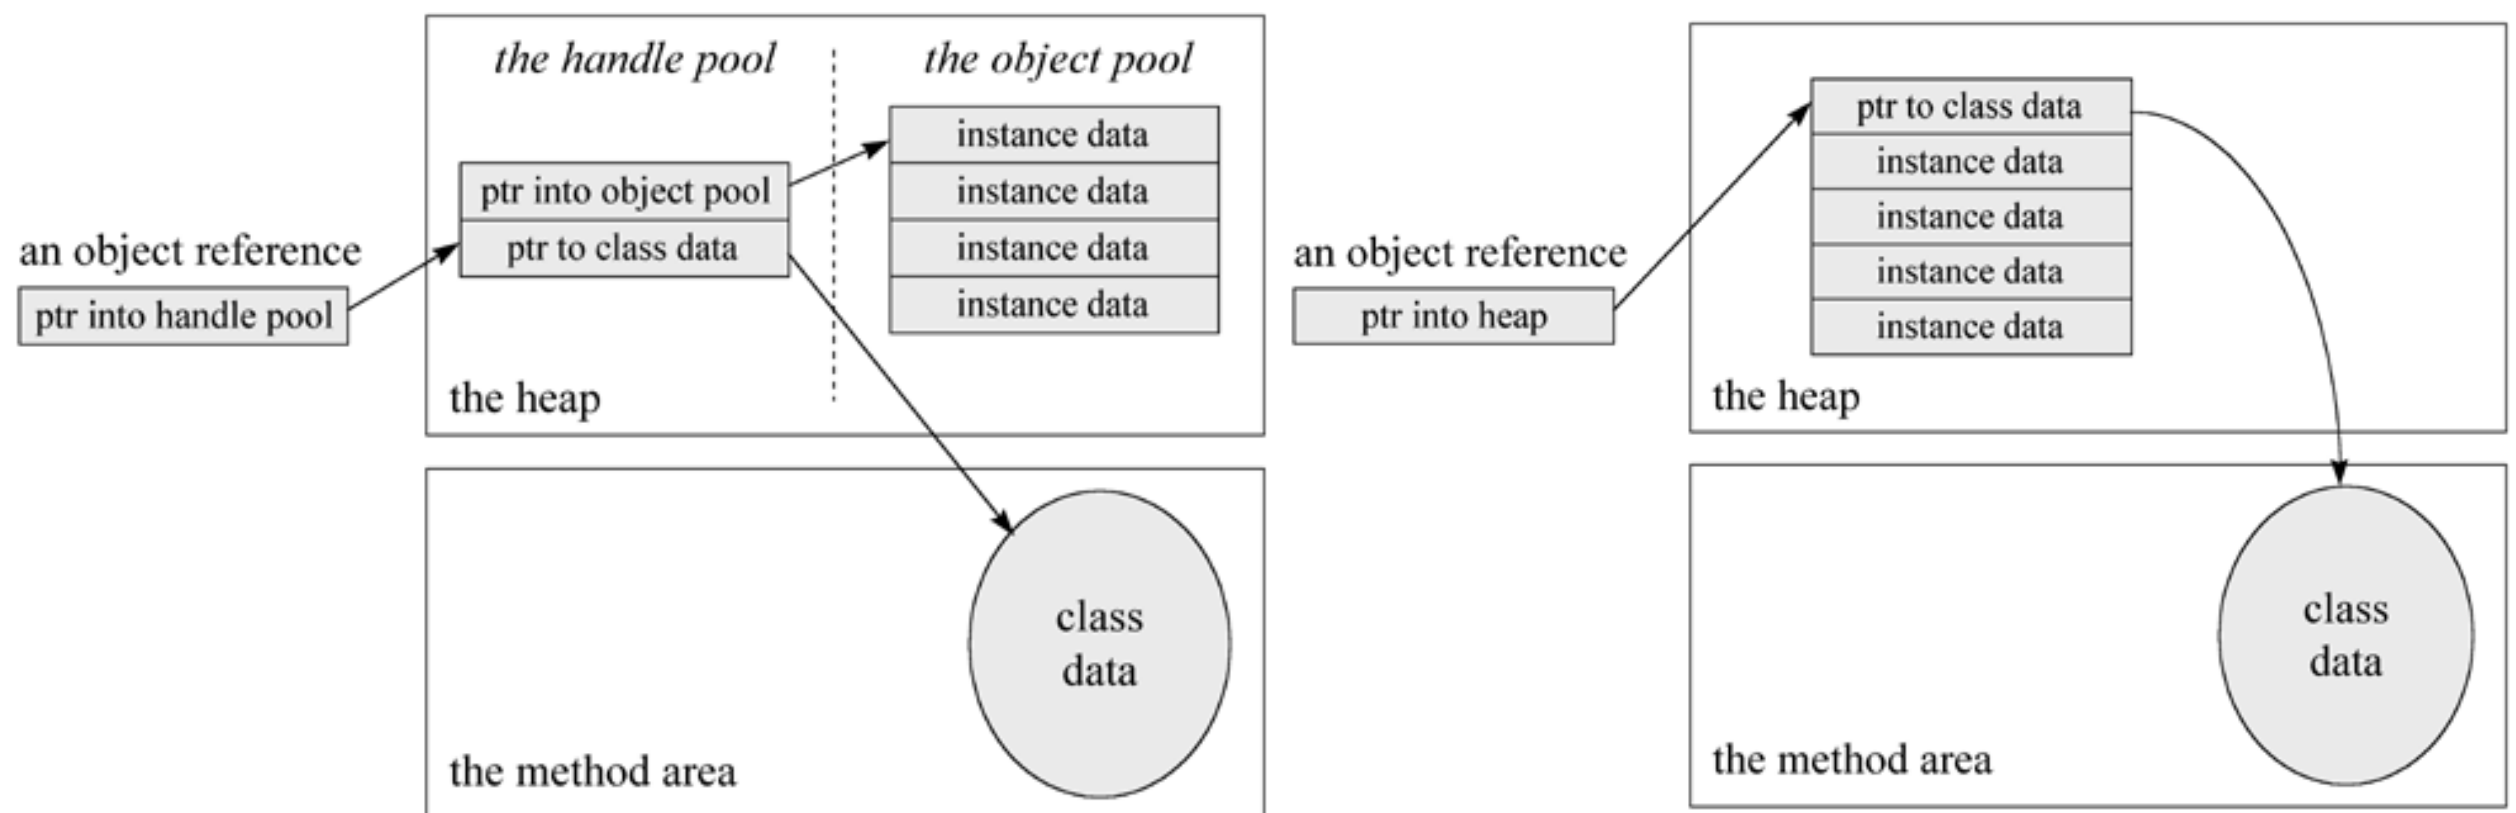 the handle pool
the object pool
instance data
ptr into object pool
instance data
an object reference
ptr to class data
instance data
ptr into handle pool
instance data
the heap
class
data
the method area
ptr to class data
instance data
instance data
an object reference
instance data
ptr into heap
instance data
the heap
class
data
the method area